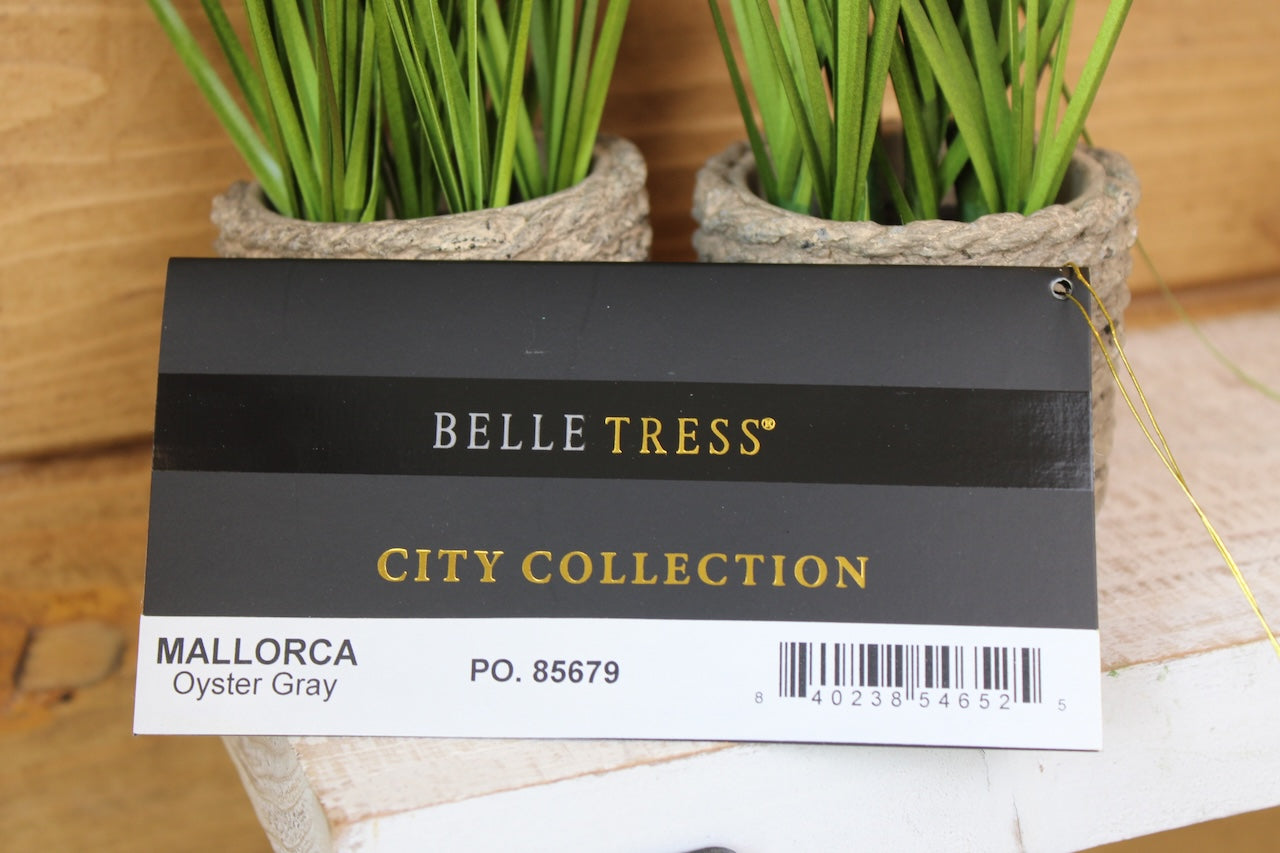 BELLE TRESS®
CITY COLLECTION
MALLORCA
Oyster Gray
PO. 85679
8 40238 54652 5